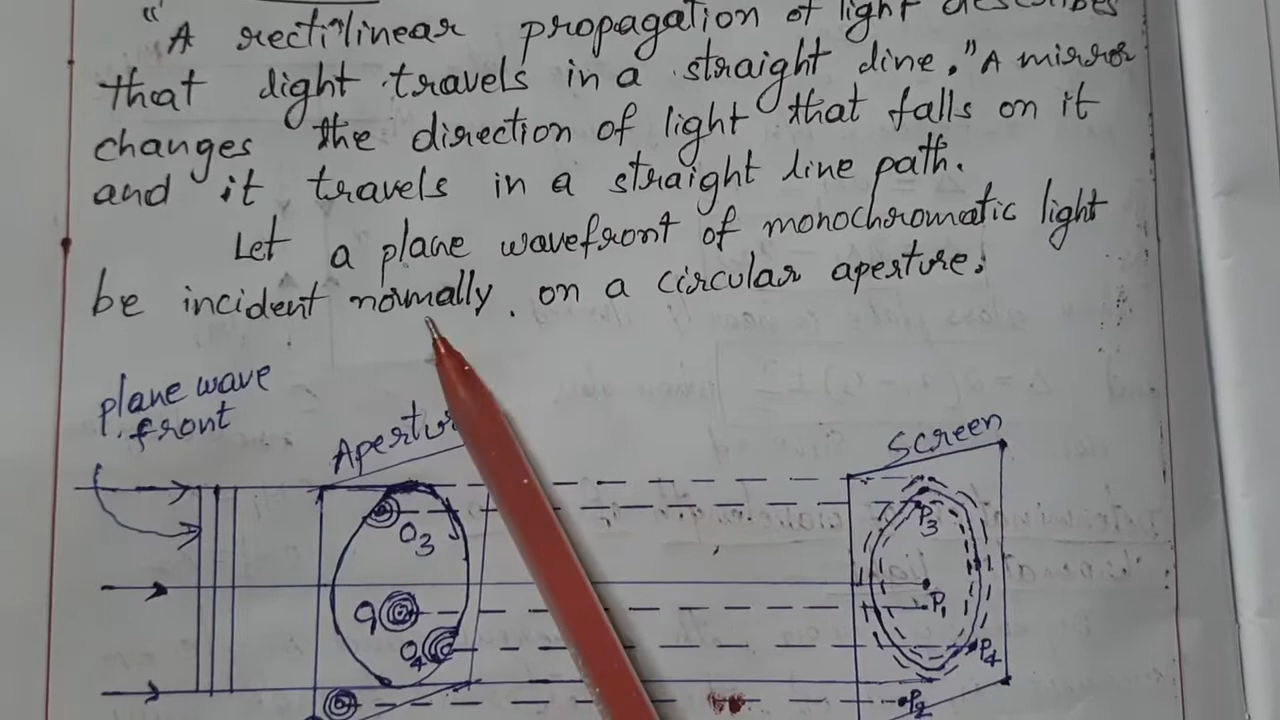 "A rectilinear propagation of light describes
that light travels in a straight line." A mirror
changes the direction of light that falls on it
and it travels in a straight line path.
Let a plane wavefront of monochromatic light
be incident normally. on a circular aperture.
plane wave
front
Aperture
Screen
O3
P3
O1
P1
O4
P4
P2